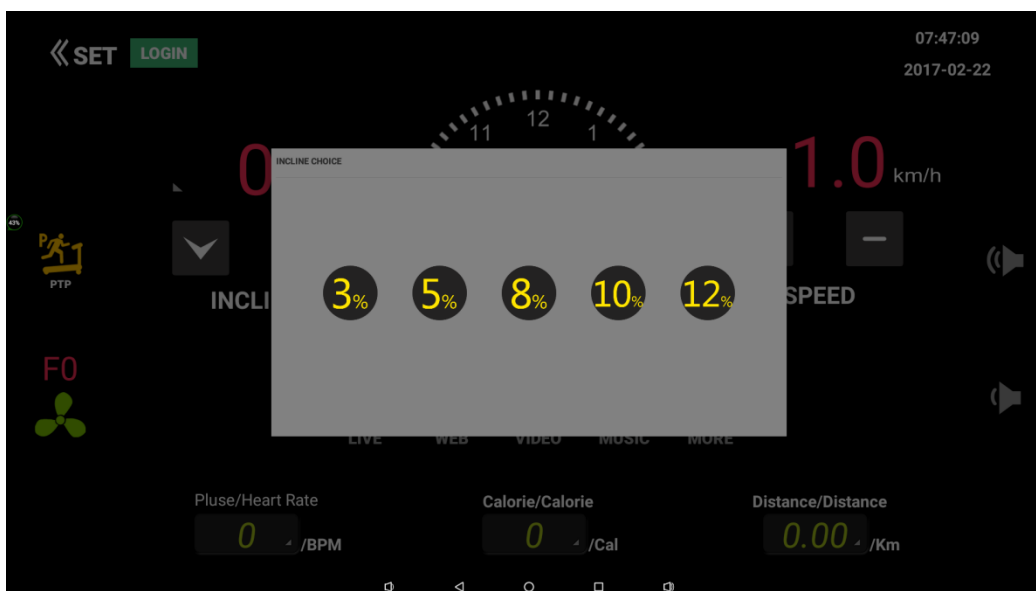 SET LOGIN
07:47:09
2017-02-22
11 12 1
0
1.0 km/h
INCLINE CHOICE
43%
P
PTP
3% 5% 8% 10% 12%
INCLI
SPEED
F0
LIVE WEB VIDEO MUSIC MORE
Pluse/Heart Rate
0 /BPM
Calorie/Calorie
0 /Cal
Distance/Distance
0.00 /Km